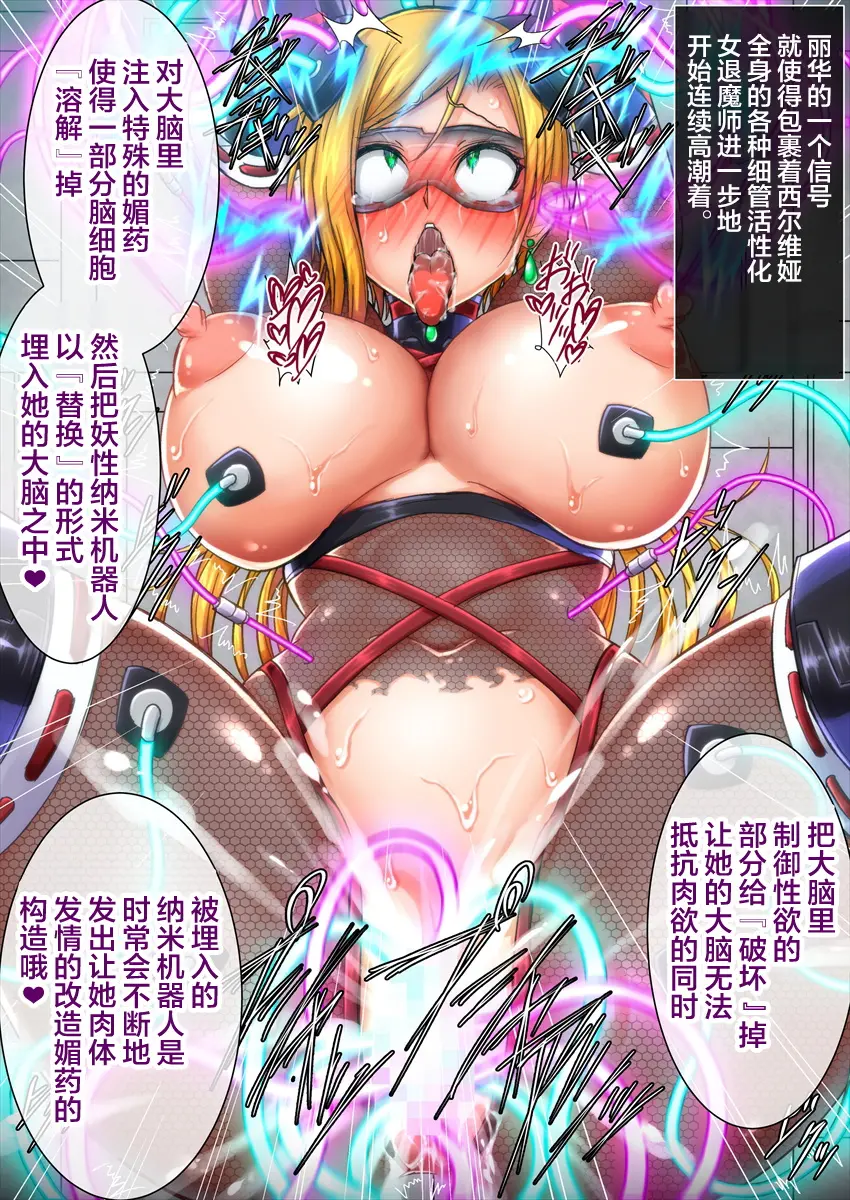 丽华的一个信号
就使得包裹着西尔维娅
全身的各种细管活性化
女退魔师进一步地
开始连续高潮着。
对大脑里
注入特殊的媚药
使得一部分脑细胞
『溶解』掉
然后把妖性纳米机器人
以『替换』的形式
埋入她的大脑之中♥
把大脑里
制御性欲的
部分给『破坏』掉
让她的大脑无法
抵抗肉欲的同时
被埋入的
纳米机器人是
时常会不断地
发出让她肉体
发情的改造媚药的
构造哦♥